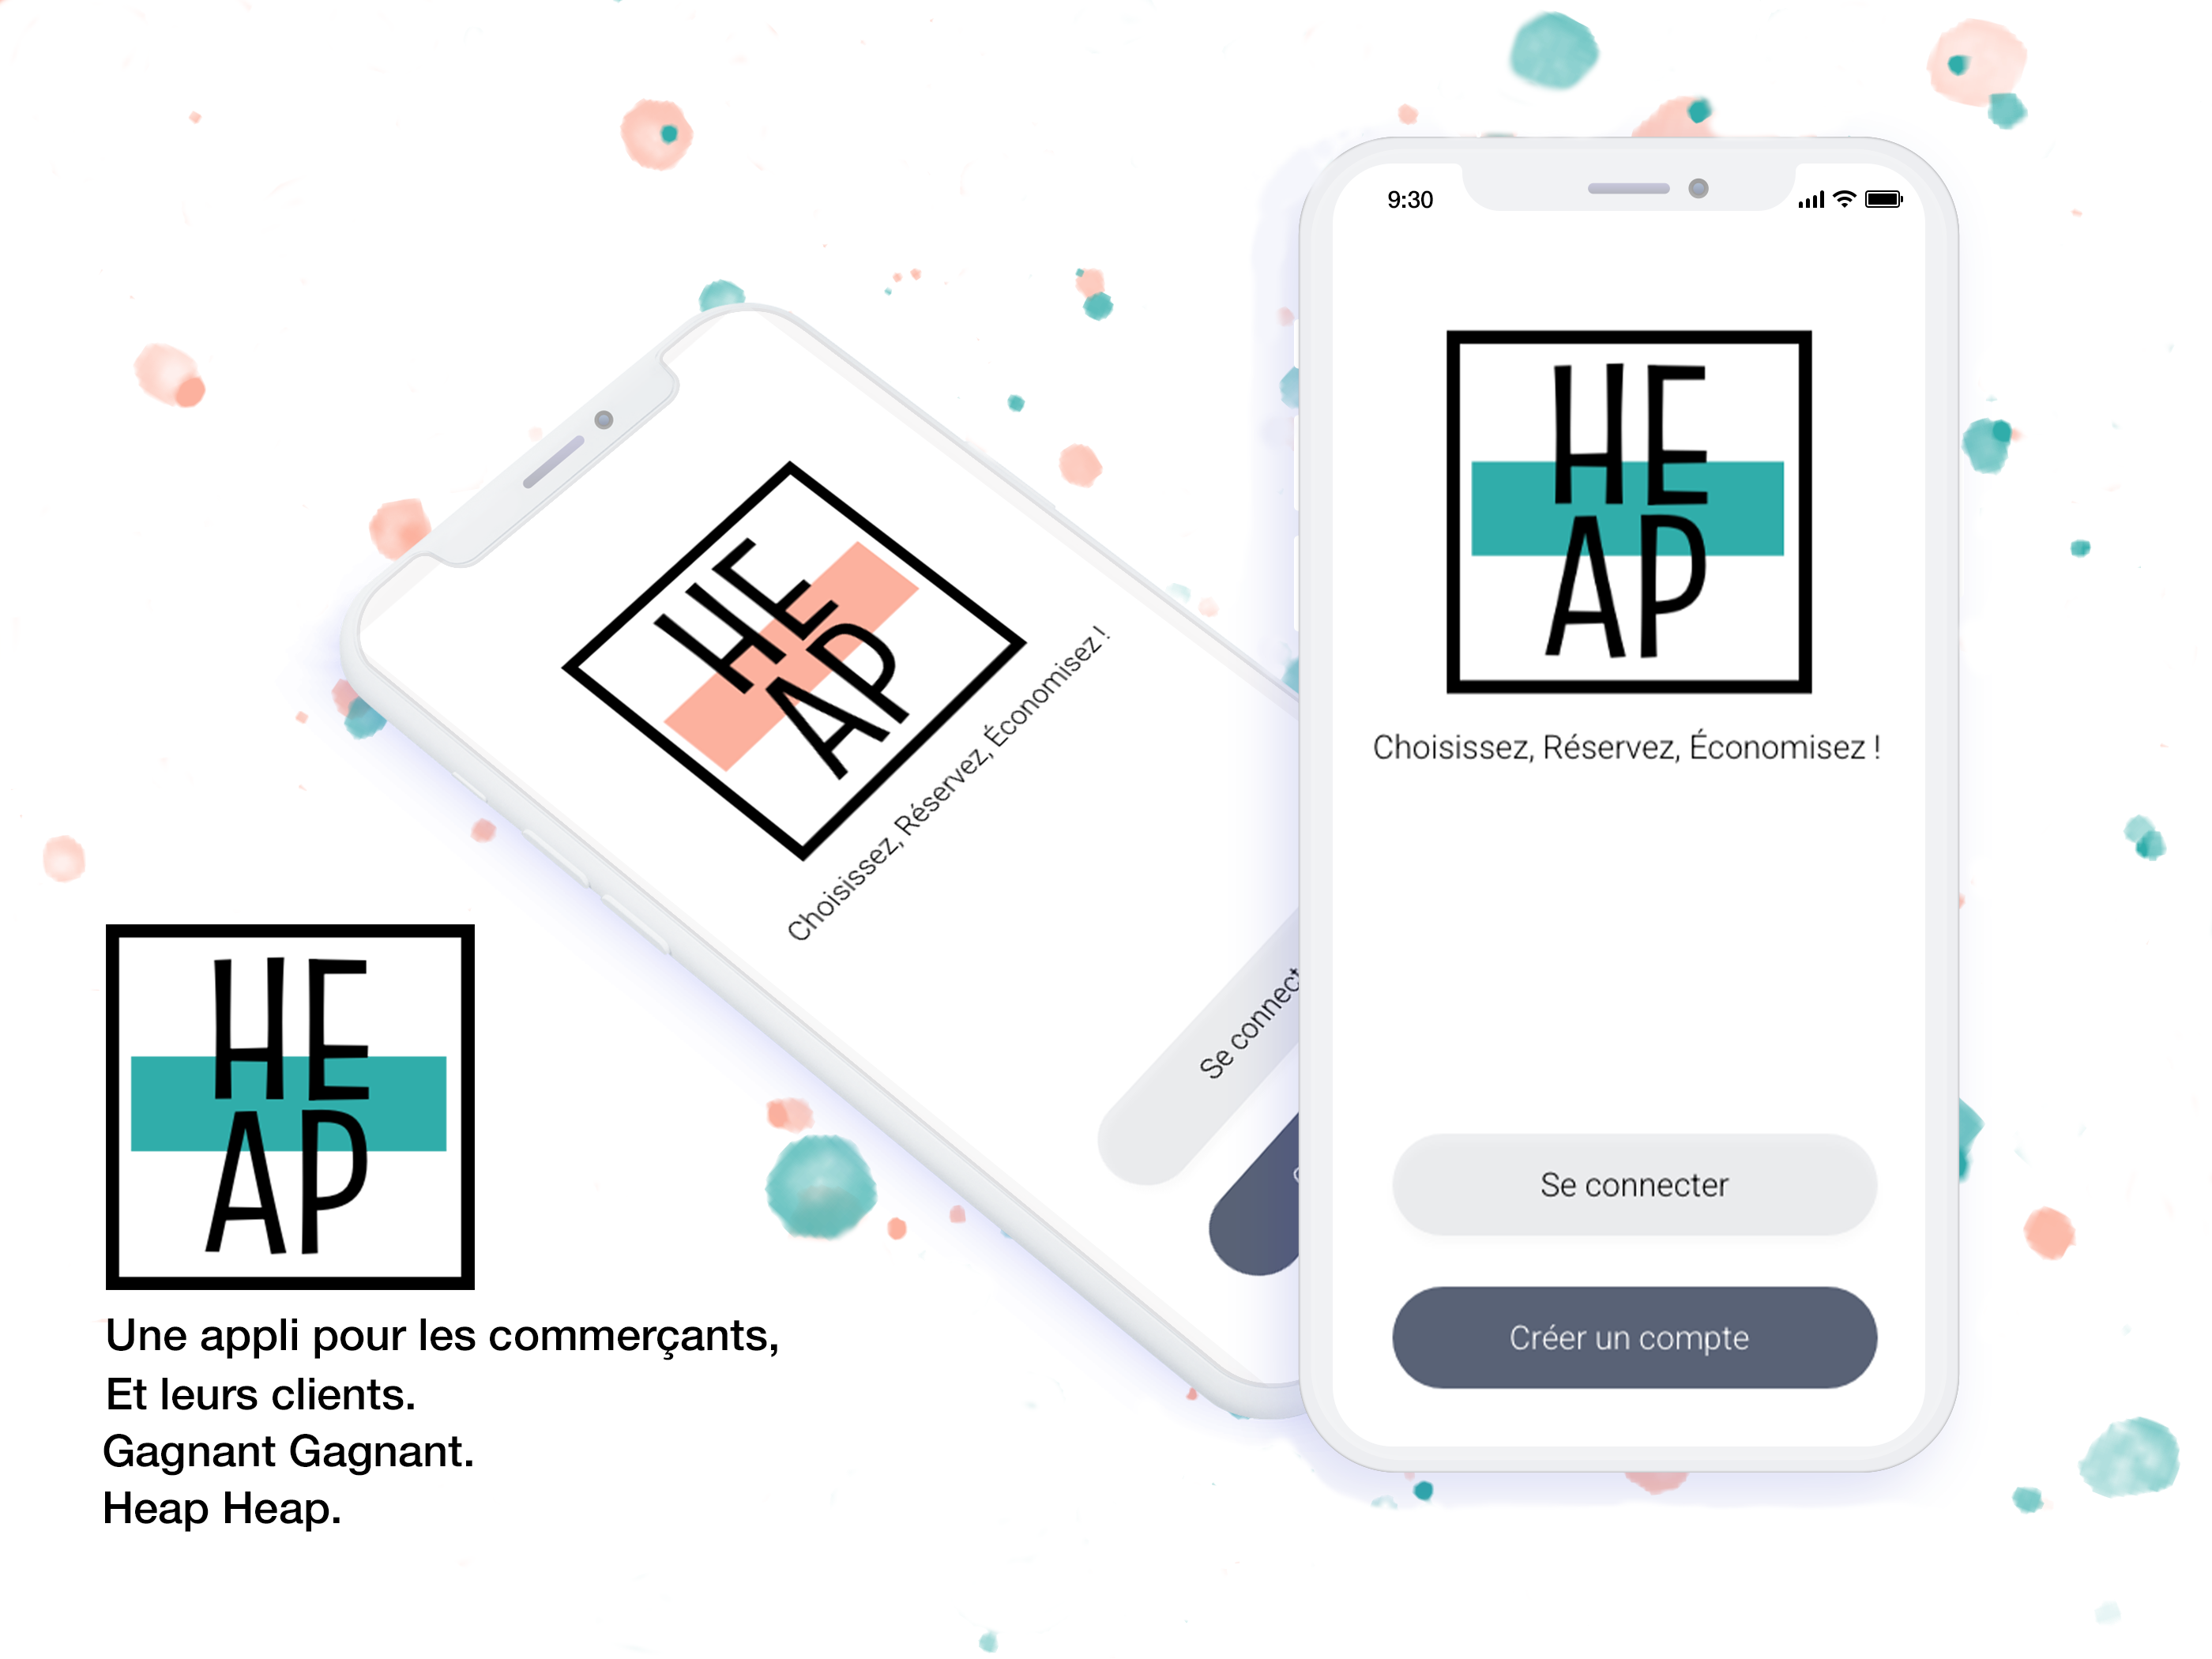 9:30
HE
AP
Choisissez, Réservez, Économisez !
Se connecter
Créer un compte
HE
AP
Choisissez, Réservez, Économisez !
Se connect
HE
AP
Une appli pour les commerçants,
Et leurs clients.
Gagnant Gagnant.
Heap Heap.